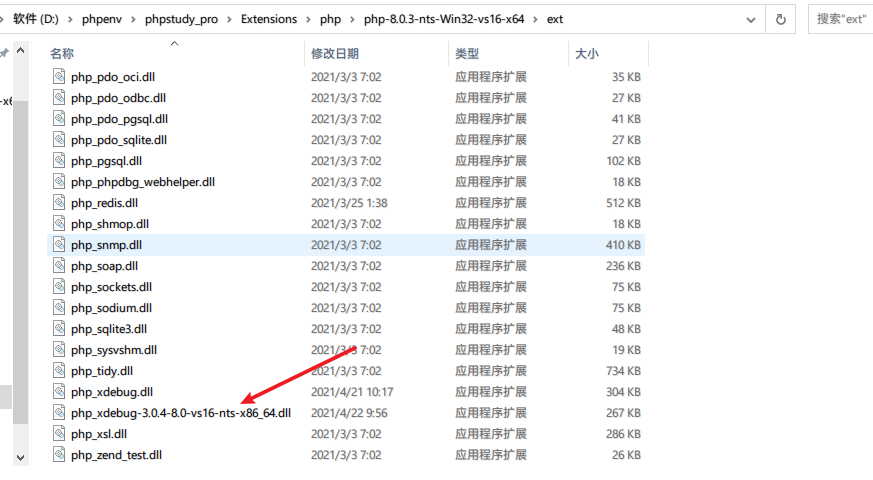 软件 (D:) › phpenv › phpstudy_pro › Extensions › php › php-8.0.3-nts-Win32-vs16-x64 › ext 搜索"ext"
名称 修改日期 类型 大小
php_pdo_oci.dll 2021/3/3 7:02 应用程序扩展 35 KB
php_pdo_odbc.dll 2021/3/3 7:02 应用程序扩展 27 KB
-x6
php_pdo_pgsql.dll 2021/3/3 7:02 应用程序扩展 41 KB
php_pdo_sqlite.dll 2021/3/3 7:02 应用程序扩展 27 KB
php_pgsql.dll 2021/3/3 7:02 应用程序扩展 102 KB
php_phpdbg_webhelper.dll 2021/3/3 7:02 应用程序扩展 18 KB
php_redis.dll 2021/3/25 1:38 应用程序扩展 512 KB
php_shmop.dll 2021/3/3 7:02 应用程序扩展 18 KB
php_snmp.dll 2021/3/3 7:02 应用程序扩展 410 KB
php_soap.dll 2021/3/3 7:02 应用程序扩展 236 KB
php_sockets.dll 2021/3/3 7:02 应用程序扩展 75 KB
php_sodium.dll 2021/3/3 7:02 应用程序扩展 75 KB
php_sqlite3.dll 2021/3/3 7:02 应用程序扩展 48 KB
php_sysvshm.dll 2021/3/3 7:02 应用程序扩展 19 KB
php_tidy.dll 2021/3/3 7:02 应用程序扩展 734 KB
php_xdebug.dll 2021/4/21 10:17 应用程序扩展 304 KB
php_xdebug-3.0.4-8.0-vs16-nts-x86_64.dll 2021/4/22 9:56 应用程序扩展 267 KB
php_xsl.dll 2021/3/3 7:02 应用程序扩展 286 KB
php_zend_test.dll 2021/3/3 7:02 应用程序扩展 26 KB